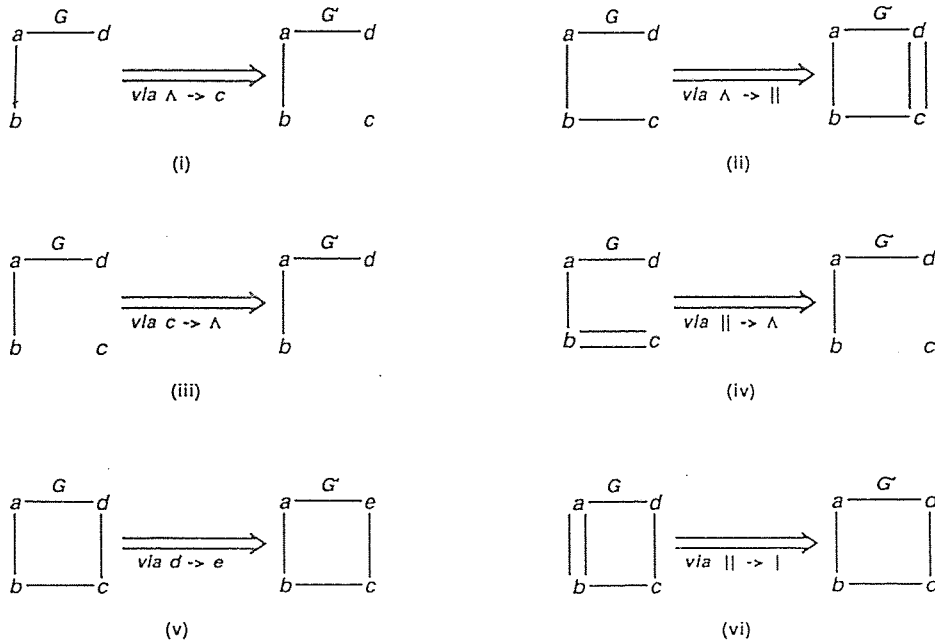 G G' G G'
a d a d a d a d
via Λ -> c via Λ -> ||
b b c b c b c
(i) (ii)
G G' G G'
a d a d a d a d
via c -> Λ via || -> Λ
b c b b c b c
(iii) (iv)
G G' G G'
a d a e a d a d
via d -> e via || -> |
b c b c b c b c
(v) (vi)